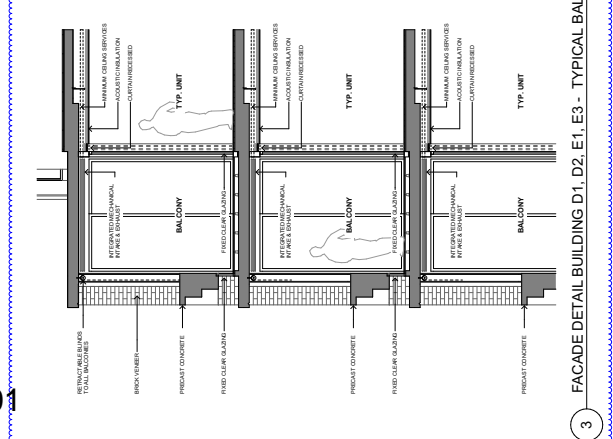 01
RETRACTABLE BLINDS
TO ALL BALCONIES
BRICK VENEER
PRECAST CONCRETE
FIXED CLEAR GLAZING
PRECAST CONCRETE
FIXED CLEAR GLAZING
PRECAST CONCRETE
INTEGRATED MECHANICAL
INTAKE & EXHAUST
BALCONY
FIXED CLEAR GLAZING
INTEGRATED MECHANICAL
INTAKE & EXHAUST
BALCONY
FIXED CLEAR GLAZING
INTEGRATED MECHANICAL
INTAKE & EXHAUST
BALCONY
MINIMUM CEILING SERVICES
ACOUSTIC INSULATION
CURTAIN RECESSED
TYP. UNIT
MINIMUM CEILING SERVICES
ACOUSTIC INSULATION
CURTAIN RECESSED
TYP. UNIT
MINIMUM CEILING SERVICES
ACOUSTIC INSULATION
CURTAIN RECESSED
TYP. UNIT
3
FACADE DETAIL BUILDING D1, D2, E1, E3 - TYPICAL BAL